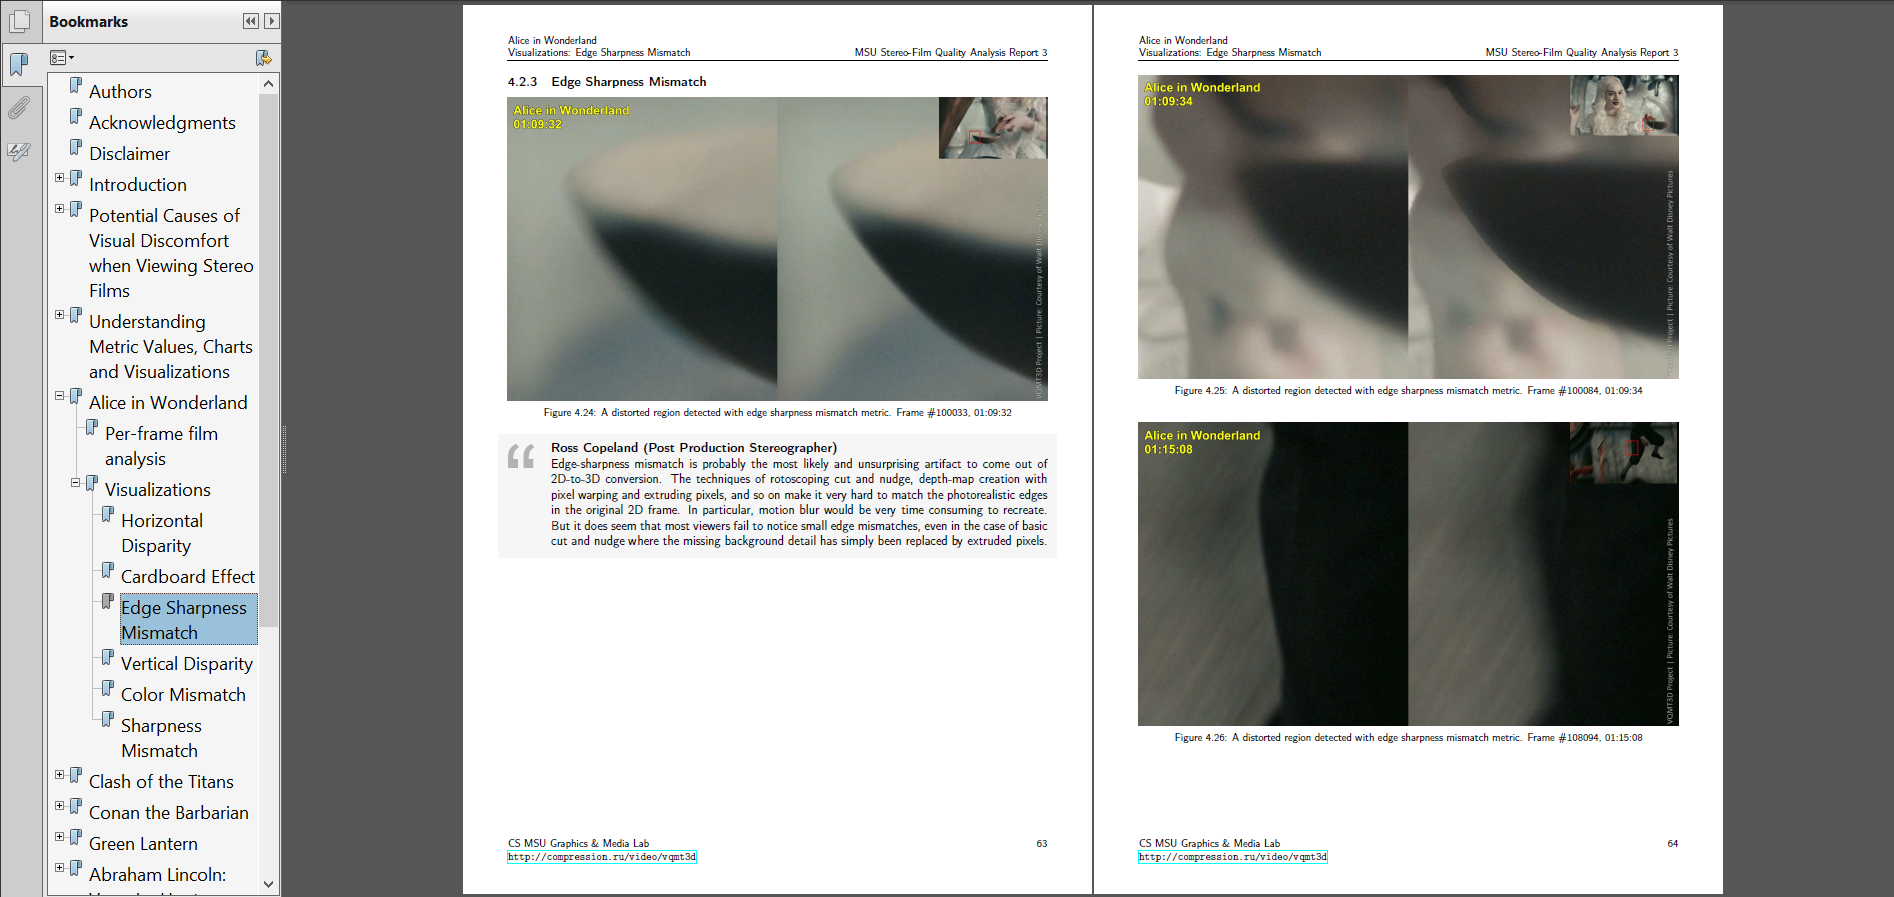 Bookmarks
Authors
Acknowledgments
Disclaimer
Introduction
Potential Causes of
Visual Discomfort
when Viewing Stereo
Films
Understanding
Metric Values, Charts
and Visualizations
Alice in Wonderland
Per-frame film
analysis
Visualizations
Horizontal
Disparity
Cardboard Effect
Edge Sharpness
Mismatch
Vertical Disparity
Color Mismatch
Sharpness
Mismatch
Clash of the Titans
Conan the Barbarian
Green Lantern
Abraham Lincoln:
Alice in Wonderland
Visualizations: Edge Sharpness Mismatch MSU Stereo-Film Quality Analysis Report 3
4.2.3 Edge Sharpness Mismatch
Alice in Wonderland
01:09:32
VQMT3D Project | Picture: Courtesy of Walt Disney Pictures
Figure 4.24: A distorted region detected with edge sharpness mismatch metric. Frame #100033, 01:09:32
Ross Copeland (Post Production Stereographer)
Edge-sharpness mismatch is probably the most likely and unsurprising artifact to come out of
2D-to-3D conversion. The techniques of rotoscoping cut and nudge, depth-map creation with
pixel warping and extruding pixels, and so on make it very hard to match the photorealistic edges
in the original 2D frame. In particular, motion blur would be very time consuming to recreate.
But it does seem that most viewers fail to notice small edge mismatches, even in the case of basic
cut and nudge where the missing background detail has simply been replaced by extruded pixels.
CS MSU Graphics & Media Lab 63
http://compression.ru/video/vqmt3d
Alice in Wonderland
Visualizations: Edge Sharpness Mismatch MSU Stereo-Film Quality Analysis Report 3
Alice in Wonderland
01:09:34
VQMT3D Project | Picture: Courtesy of Walt Disney Pictures
Figure 4.25: A distorted region detected with edge sharpness mismatch metric. Frame #100084, 01:09:34
Alice in Wonderland
01:15:08
VQMT3D Project | Picture: Courtesy of Walt Disney Pictures
Figure 4.26: A distorted region detected with edge sharpness mismatch metric. Frame #108094, 01:15:08
CS MSU Graphics & Media Lab 64
http://compression.ru/video/vqmt3d